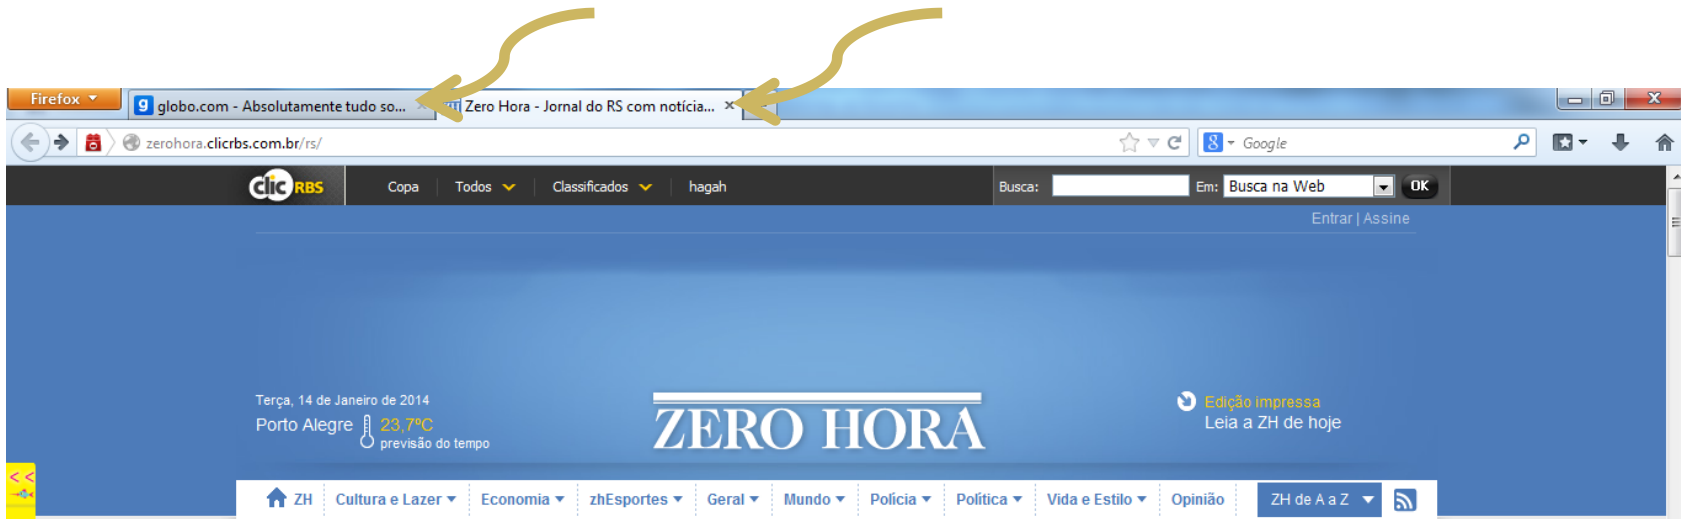 Firefox
globo.com - Absolutamente tudo so...
Zero Hora - Jornal do RS com notícia...
zerohora.clicrbs.com.br/rs/
Google
clic RBS
Copa
Todos
Classificados
hagah
Busca:
Em:
Busca na Web
OK
Entrar | Assine
Terça, 14 de Janeiro de 2014
Porto Alegre
23,7ºC
previsão do tempo
ZERO HORA
Edição impressa
Leia a ZH de hoje
ZH
Cultura e Lazer
Economia
zhEsportes
Geral
Mundo
Polícia
Política
Vida e Estilo
Opinião
ZH de A a Z